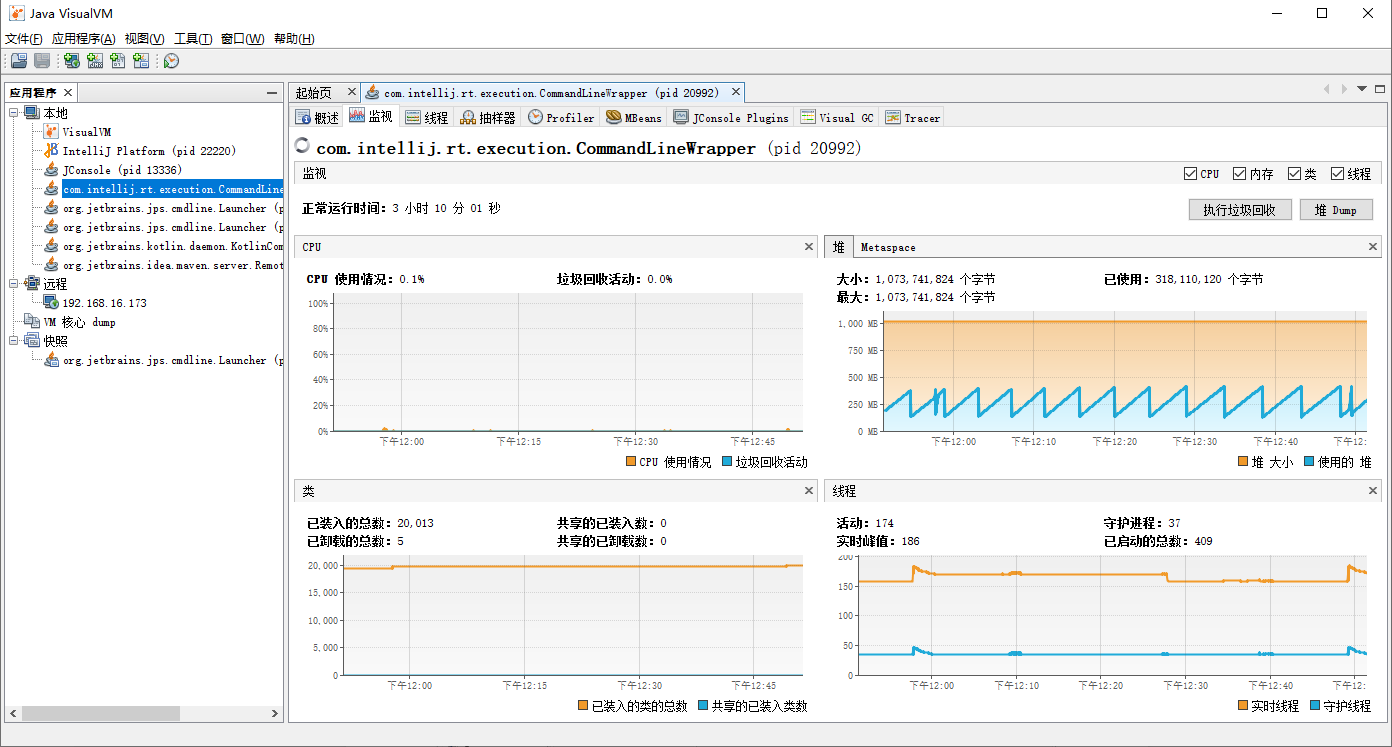 Java VisualVM
文件(F) 应用程序(A) 视图(V) 工具(T) 窗口(W) 帮助(H)
应用程序
本地
VisualVM
IntelliJ Platform (pid 22220)
JConsole (pid 13336)
com.intellij.rt.execution.CommandLine
org.jetbrains.jps.cmdline.Launcher (p
org.jetbrains.jps.cmdline.Launcher (p
org.jetbrains.kotlin.daemon.KotlinCom
org.jetbrains.idea.maven.server.Remot
远程
192.168.16.173
VM 核心 dump
快照
org.jetbrains.jps.cmdline.Launcher (p
起始页 com.intellij.rt.execution.CommandLineWrapper (pid 20992)
概述 监视 线程 抽样器 Profiler MBeans JConsole Plugins Visual GC Tracer
com.intellij.rt.execution.CommandLineWrapper (pid 20992)
监视 CPU 内存 类 线程
正常运行时间: 3 小时 10 分 01 秒 执行垃圾回收 堆 Dump
CPU
CPU 使用情况: 0.1% 垃圾回收活动: 0.0%
100%
80%
60%
40%
20%
0%
下午12:00 下午12:15 下午12:30 下午12:45
CPU 使用情况 垃圾回收活动
堆 Metaspace
大小: 1,073,741,824 个字节 已使用: 318,110,120 个字节
最大: 1,073,741,824 个字节
1,000 MB
750 MB
500 MB
250 MB
0 MB
下午12:00 下午12:10 下午12:20 下午12:30 下午12:40 下午12:
堆 大小 使用的 堆
类
已装入的总数: 20,013 共享的已装入数: 0
已卸载的总数: 5 共享的已卸载数: 0
20,000
15,000
10,000
5,000
0
下午12:00 下午12:15 下午12:30 下午12:45
已装入的类的总数 共享的已装入类数
线程
活动: 174 守护进程: 37
实时峰值: 186 已启动的总数: 409
200
150
100
50
0
下午12:00 下午12:10 下午12:20 下午12:30 下午12:40 下午12:
实时线程 守护线程